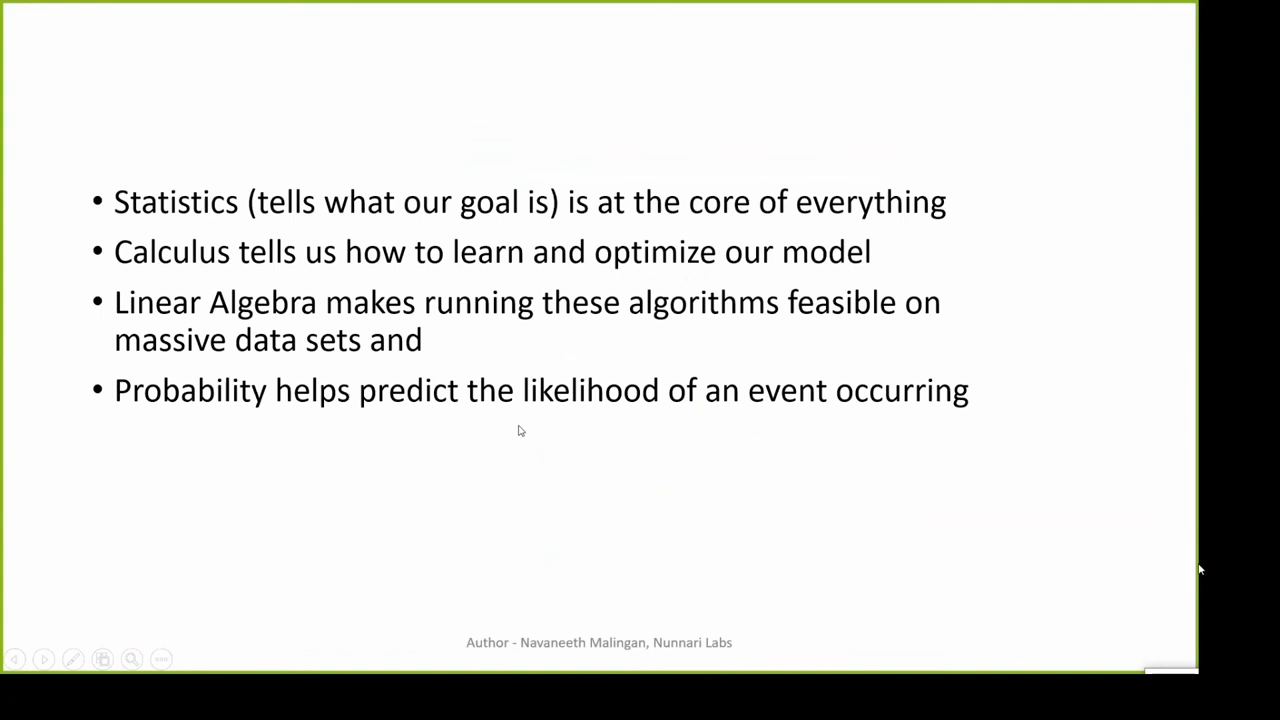 • Statistics (tells what our goal is) is at the core of everything
• Calculus tells us how to learn and optimize our model
• Linear Algebra makes running these algorithms feasible on
massive data sets and
• Probability helps predict the likelihood of an event occurring
Author - Navaneeth Malingan, Nunnari Labs